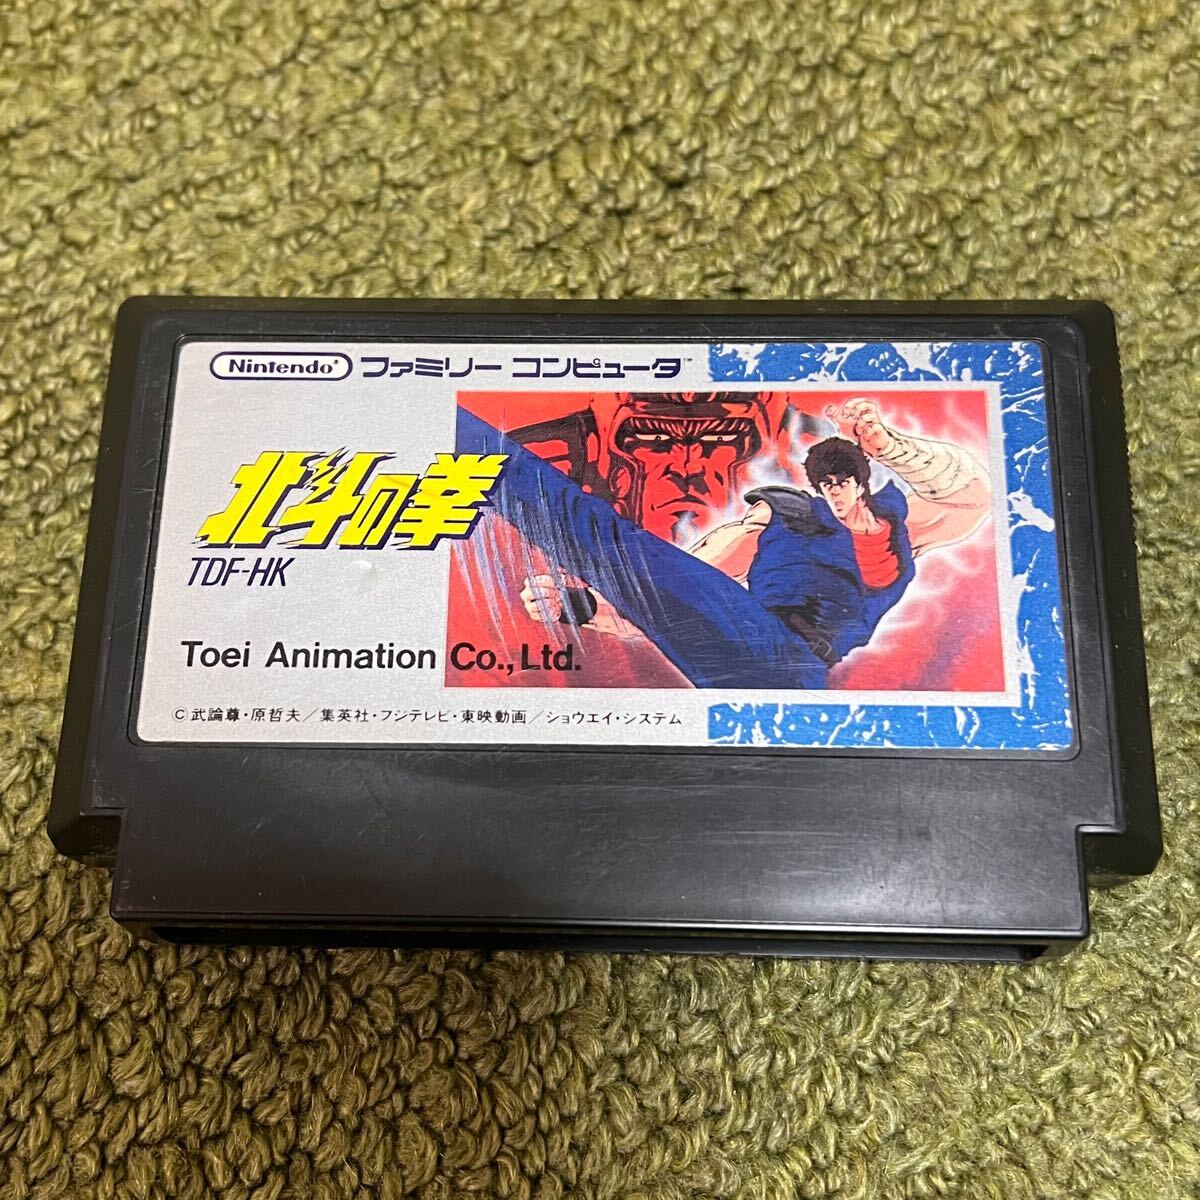 Nintendo® ファミリー コンピュータ™
北斗の拳
TDF-HK
Toei Animation Co., Ltd.
©武論尊・原哲夫／集英社・フジテレビ・東映動画／ショウエイ・システム